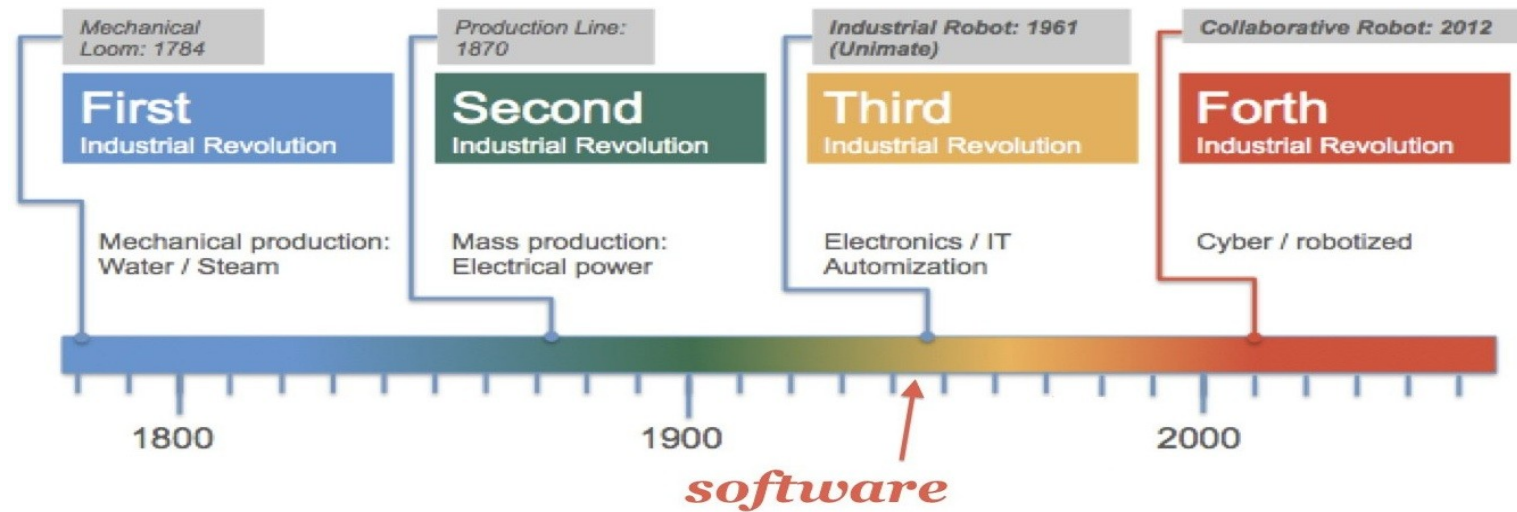 Mechanical
Loom: 1784
First
Industrial Revolution
Mechanical production:
Water / Steam
Production Line:
1870
Second
Industrial Revolution
Mass production:
Electrical power
Industrial Robot: 1961
(Unimate)
Third
Industrial Revolution
Electronics / IT
Automization
Collaborative Robot: 2012
Forth
Industrial Revolution
Cyber / robotized
1800
1900
2000
software